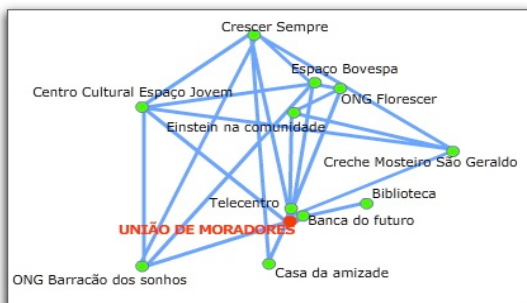 Crescer Sempre
Espaço Bovespa
Centro Cultural Espaço Jovem
ONG Florescer
Einstein na comunidade
Creche Mosteiro São Geraldo
Biblioteca
Telecentro
Banca do futuro
UNIÃO DE MORADORES
ONG Barracão dos sonhos
Casa da amizade